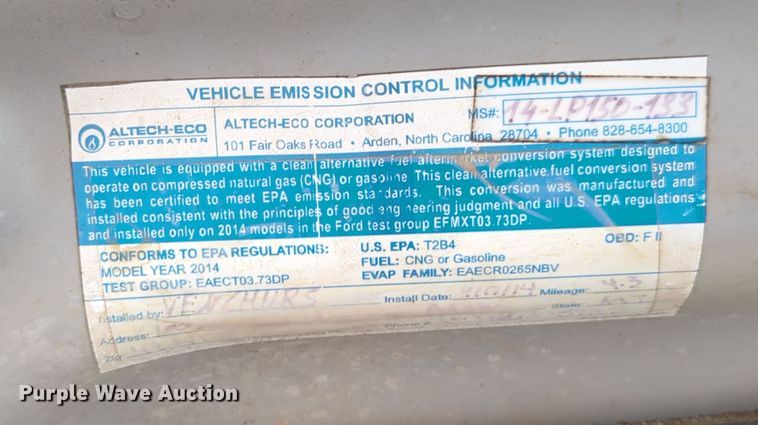 VEHICLE EMISSION CONTROL INFORMATION
ALTECH-ECO
CORPORATION
ALTECH-ECO CORPORATION
MS#: 14-LP150-133
101 Fair Oaks Road • Arden, North Carolina 28704 • Phone 828-654-8300
This vehicle is equipped with a clean alternative fuel aftermarket conversion system designed to
operate on compressed natural gas (CNG) or gasoline. This clean alternative fuel conversion system
has been certified to meet EPA emission standards. This conversion was manufactured and
installed consistent with the principles of good engineering judgment and all U.S. EPA regulations
and installed only on 2014 models in the Ford test group EFMXT03.73DP.
CONFORMS TO EPA REGULATIONS:
MODEL YEAR 2014
TEST GROUP: EAECT03.73DP
U.S. EPA: T2B4
OBD: F II
FUEL: CNG or Gasoline
EVAP FAMILY: EAECR0265NBV
nstalled by:
Install Date:
Mileage: 4.3
Address:
Phone #
State:
Zip
Purple Wave Auction